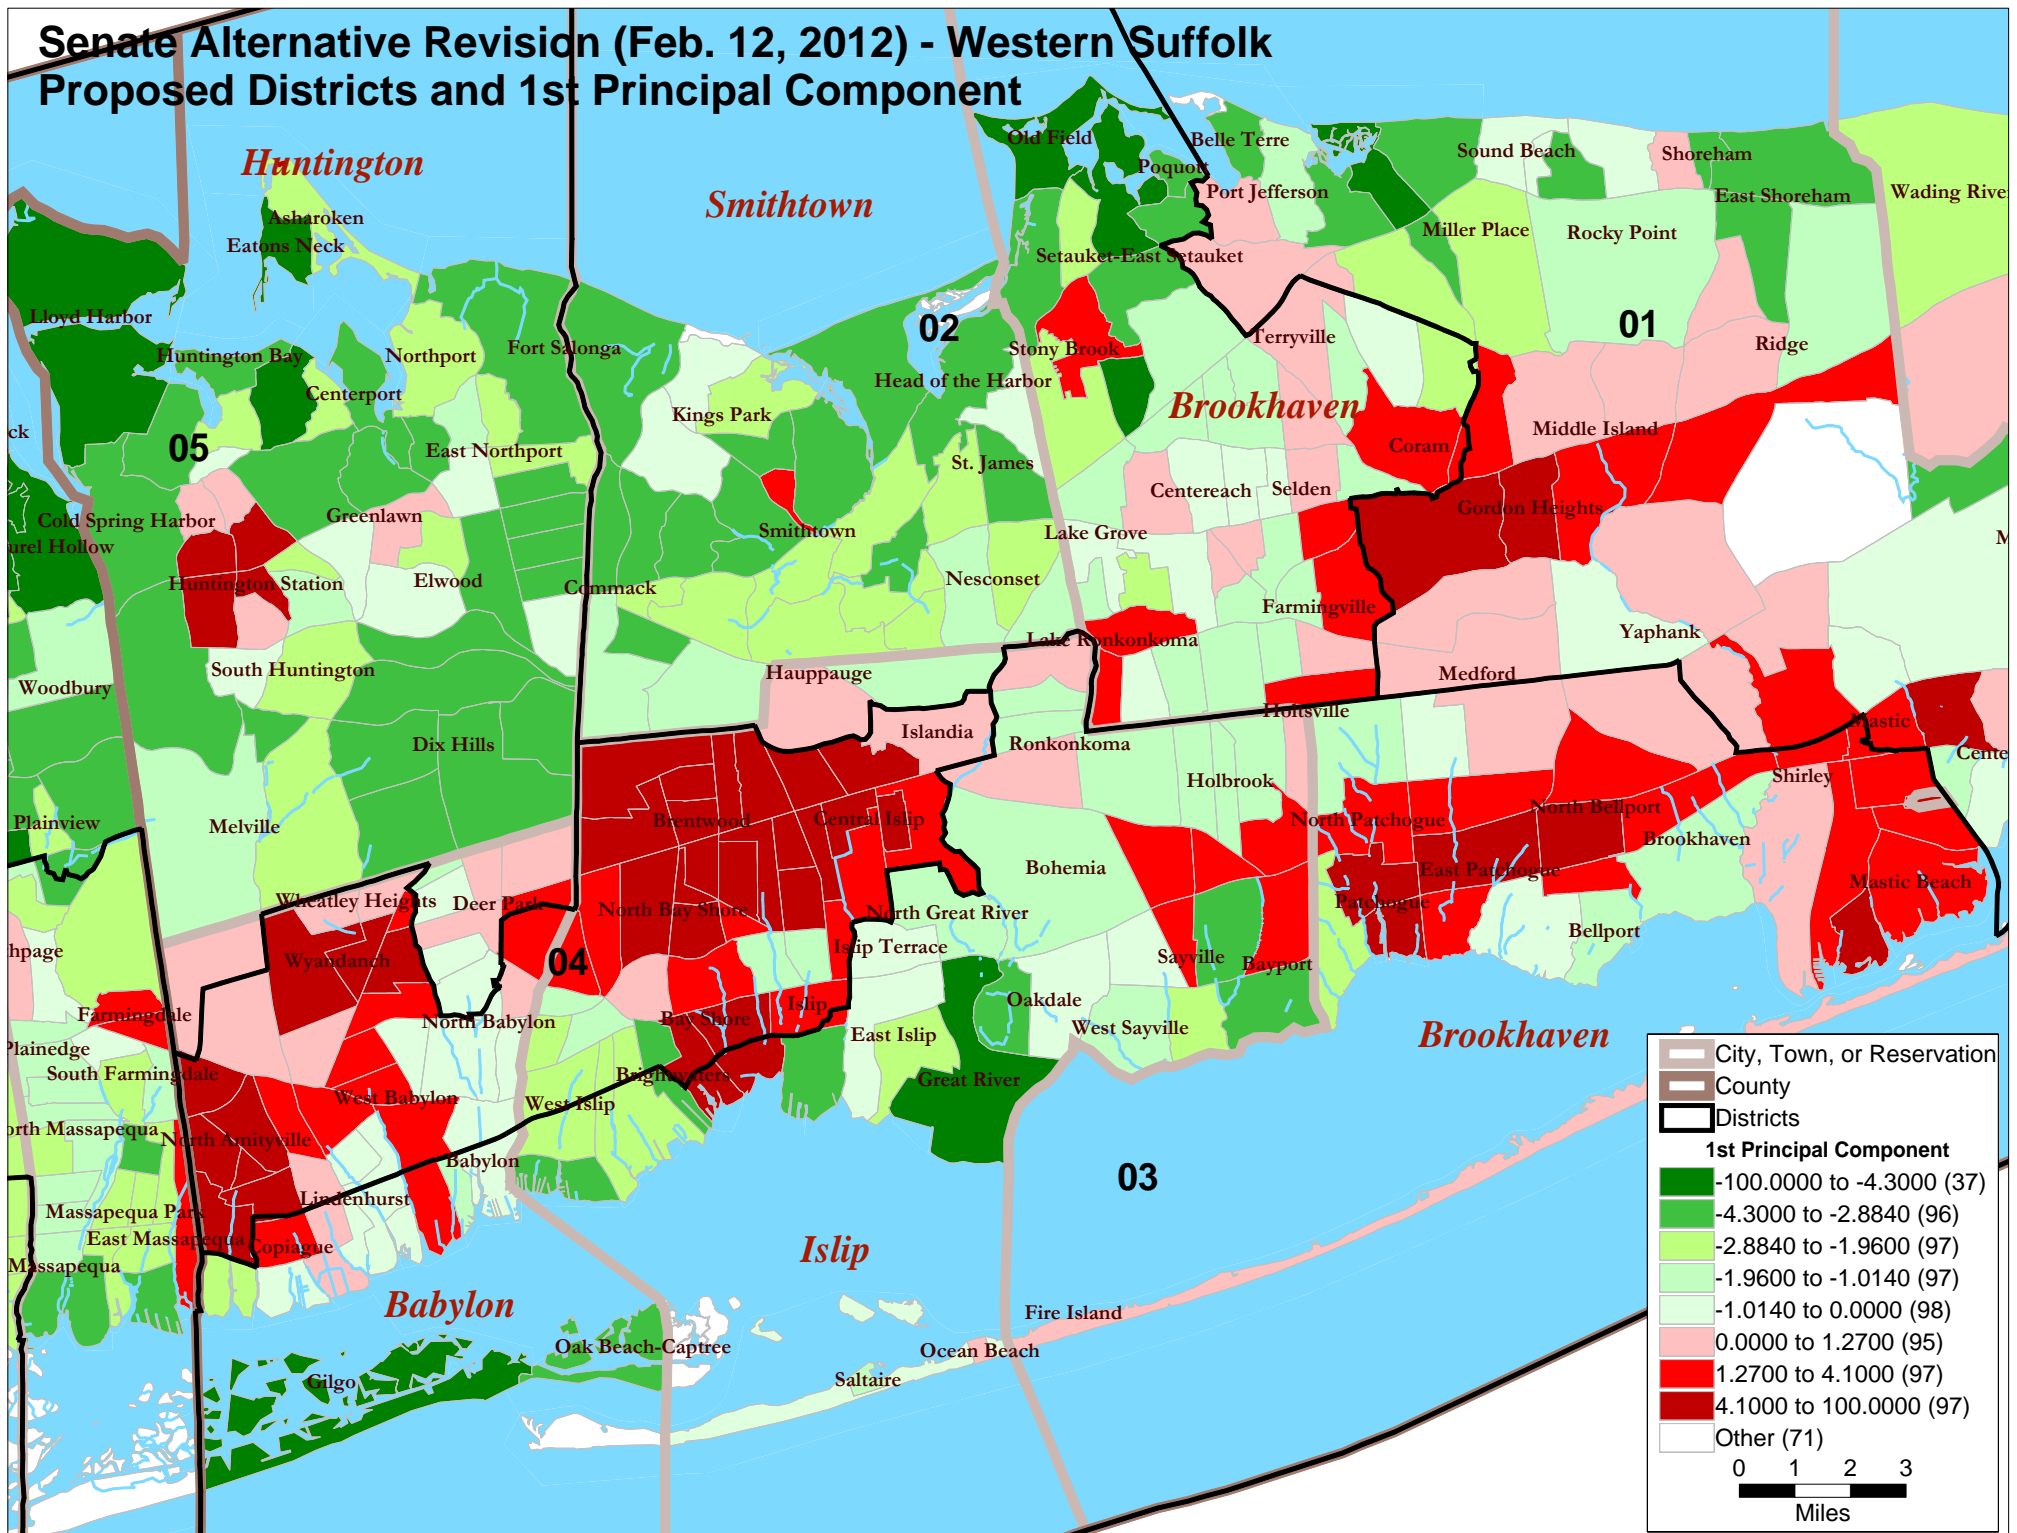 Senate Alternative Revision (Feb. 12, 2012) - Western Suffolk
Proposed Districts and 1st Principal Component
Old Field
Belle Terre
Huntington
Poquott
Sound Beach
Shoreham
Port Jefferson
East Shoreham
Wading River
Smithtown
Asharoken
Eatons Neck
Miller Place
Rocky Point
Setauket-East Setauket
Lloyd Harbor
02
01
Terryville
Ridge
Huntington Bay
Northport
Fort Salonga
Stony Brook
Centerport
Head of the Harbor
Kings Park
Brookhaven
ck
05
East Northport
Coram
Middle Island
St. James
Centereach
Selden
Cold Spring Harbor
Greenlawn
Gordon Heights
Smithtown
Lake Grove
M
urel Hollow
Huntington Station
Elwood
Commack
Nesconset
Farmingville
Lake Ronkonkoma
Yaphank
South Huntington
Hauppauge
Medford
Woodbury
Holtsville
Mastic
Dix Hills
Islandia
Ronkonkoma
Cente
Holbrook
Shirley
Plainview
Melville
Brentwood
Central Islip
North Patchogue
North Bellport
Brookhaven
Bohemia
East Patchogue
Mastic Beach
Wheatley Heights
Deer Park
North Bay Shore
North Great River
Patchogue
Bellport
hpage
Wyandanch
04
Islip Terrace
Sayville
Bayport
Farmingdale
Islip
Oakdale
North Babylon
Bay Shore
West Sayville
East Islip
Brookhaven
Plainedge
South Farmingdale
Brightwaters
Great River
West Babylon
West Islip
orth Massapequa
North Amityville
Babylon
03
Massapequa Park
Lindenhurst
East Massapequa
Copiague
Islip
Massapequa
Babylon
Fire Island
Oak Beach-Captree
Ocean Beach
Gilgo
Saltaire
City, Town, or Reservation
County
Districts
1st Principal Component
-100.0000 to -4.3000 (37)
-4.3000 to -2.8840 (96)
-2.8840 to -1.9600 (97)
-1.9600 to -1.0140 (97)
-1.0140 to 0.0000 (98)
0.0000 to 1.2700 (95)
1.2700 to 4.1000 (97)
4.1000 to 100.0000 (97)
Other (71)
0 1 2 3
Miles